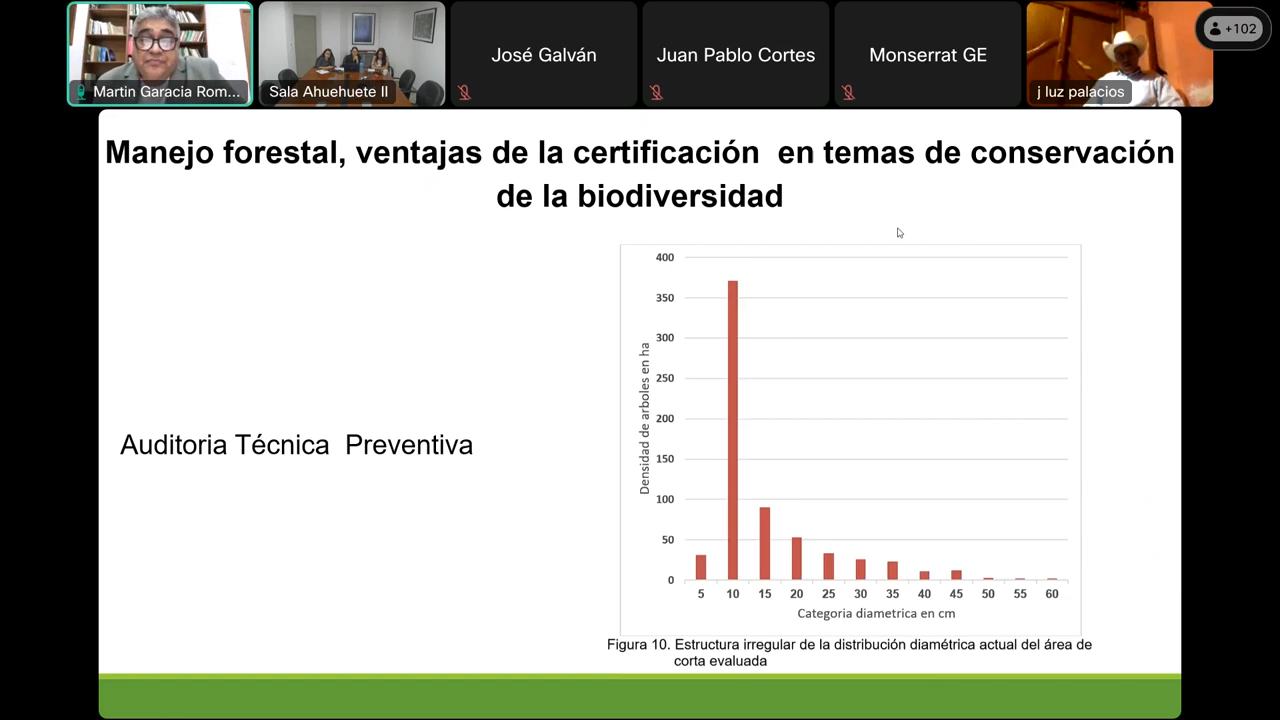 Martin Garacia Rom...
Sala Ahuehuete II
José Galván
Juan Pablo Cortes
Monserrat GE
j luz palacios
+102
Manejo forestal, ventajas de la certificación en temas de conservación
de la biodiversidad
Auditoria Técnica Preventiva
Densidad de arboles en ha
400
350
300
250
200
150
100
50
0
5 10 15 20 25 30 35 40 45 50 55 60
Categoria diametrica en cm
Figura 10. Estructura irregular de la distribución diamétrica actual del área de
corta evaluada